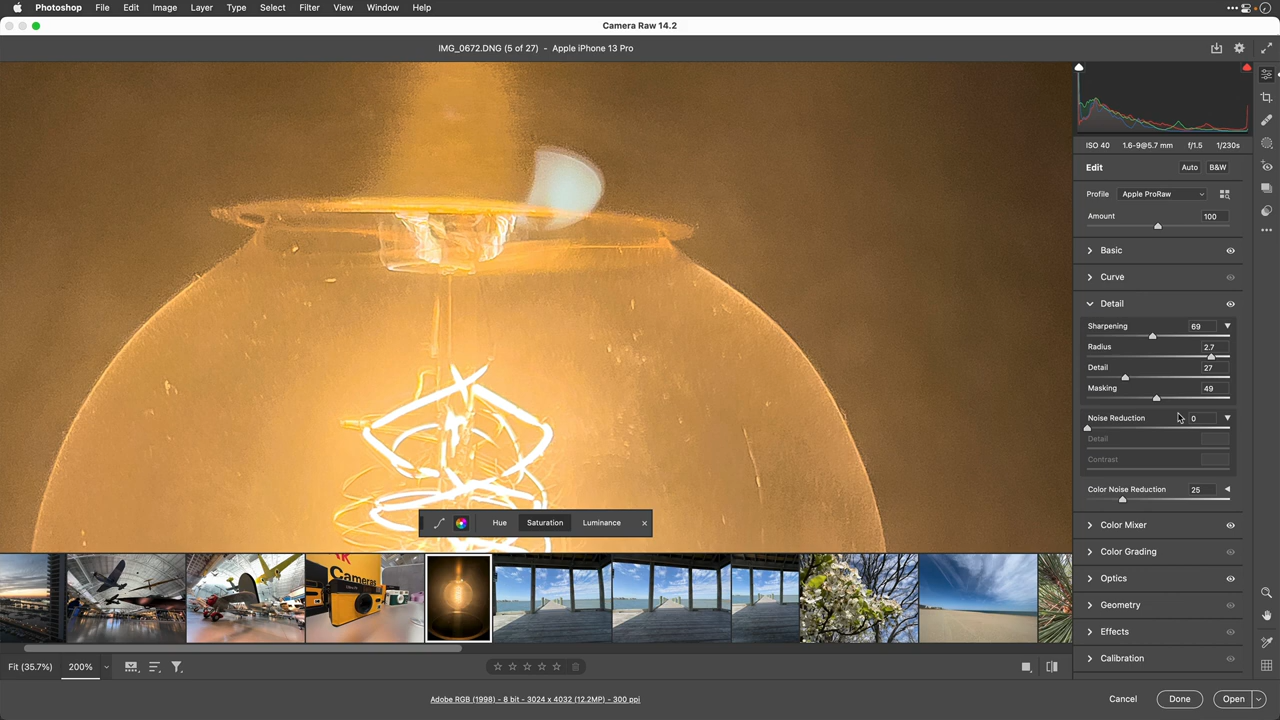 Photoshop File Edit Image Layer Type Select Filter View Window Help
Camera Raw 14.2
IMG_0672.DNG (5 of 27) - Apple iPhone 13 Pro
ISO 40 1.6-9@5.7 mm f/1.5 1/230s
Edit Auto B&W
Profile Apple ProRaw
Amount 100
Basic
Curve
Detail
Sharpening 69
Radius 2.7
Detail 27
Masking 49
Noise Reduction 0
Detail
Contrast
Color Noise Reduction 25
Hue Saturation Luminance
Color Mixer
Color Grading
Optics
Geometry
Effects
Calibration
Cameras
Fit (35.7%) 200%
Adobe RGB (1998) - 8 bit - 3024 x 4032 (12.2MP) - 300 ppi
Cancel Done Open